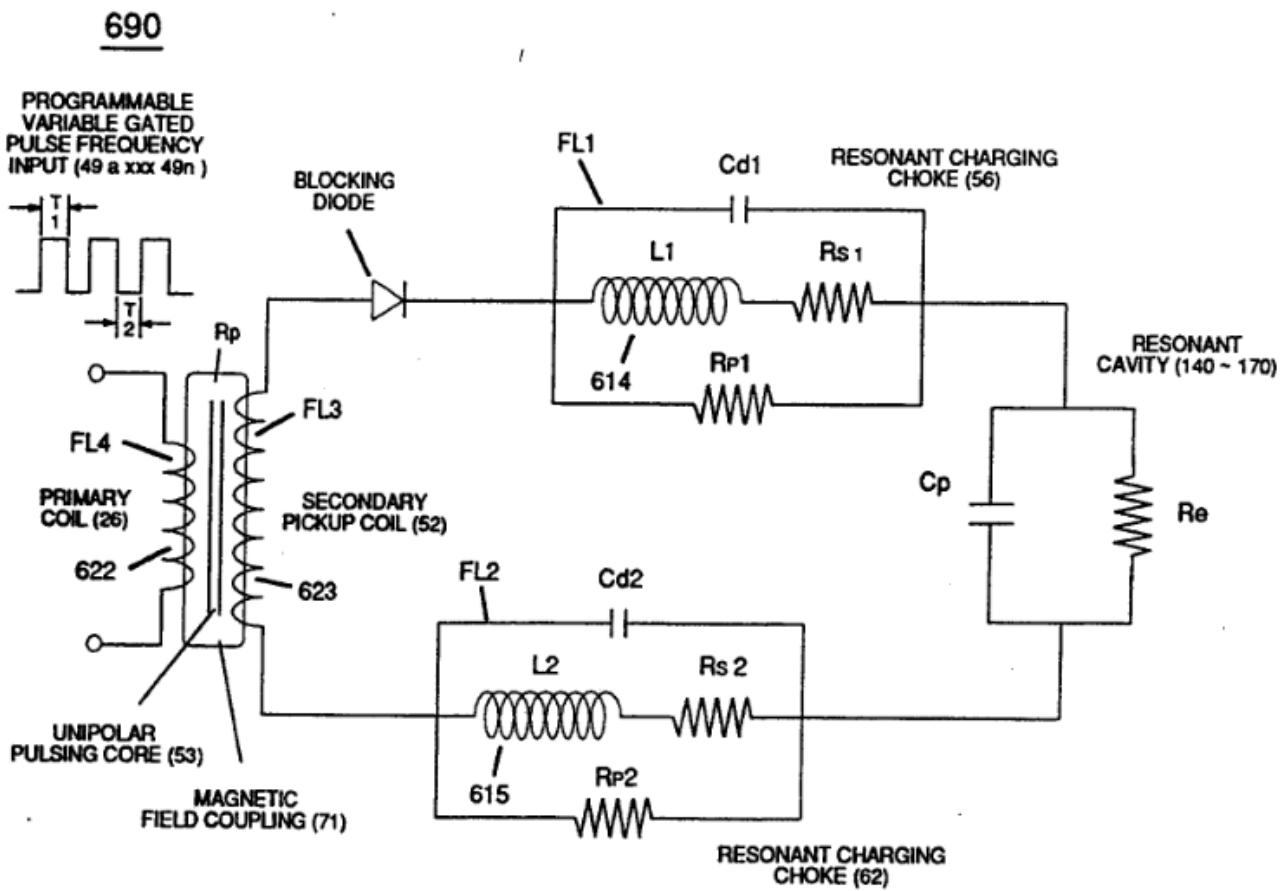 690
PROGRAMMABLE
VARIABLE GATED
PULSE FREQUENCY
INPUT (49 a xxx 49n )
T
1
T
2
BLOCKING
DIODE
FL1
Cd1
RESONANT CHARGING
CHOKE (56)
L1
Rs 1
614
RP1
Rp
FL3
FL4
PRIMARY
COIL (26)
622
SECONDARY
PICKUP COIL (52)
623
RESONANT
CAVITY (140 ~ 170)
Cp
Re
FL2
Cd2
L2
Rs 2
615
RP2
UNIPOLAR
PULSING CORE (53)
MAGNETIC
FIELD COUPLING (71)
RESONANT CHARGING
CHOKE (62)